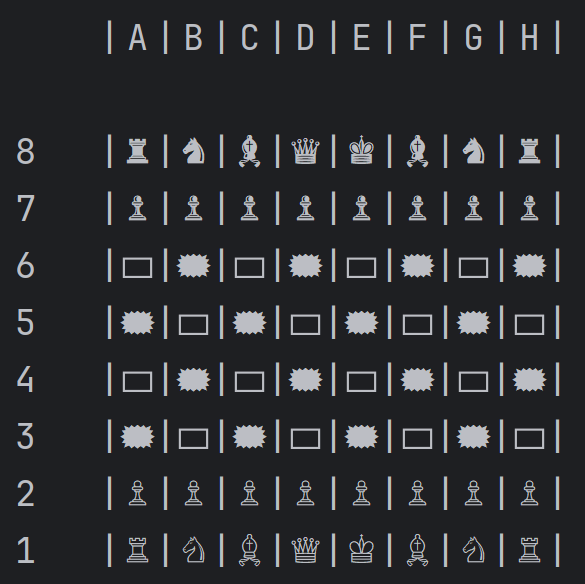 | A | B | C | D | E | F | G | H |
8 | ♜ | ♞ | ♝ | ♛ | ♚ | ♝ | ♞ | ♜ |
7 | ♟ | ♟ | ♟ | ♟ | ♟ | ♟ | ♟ | ♟ |
6 | ▭ | ✹ | ▭ | ✹ | ▭ | ✹ | ▭ | ✹ |
5 | ✹ | ▭ | ✹ | ▭ | ✹ | ▭ | ✹ | ▭ |
4 | ▭ | ✹ | ▭ | ✹ | ▭ | ✹ | ▭ | ✹ |
3 | ✹ | ▭ | ✹ | ▭ | ✹ | ▭ | ✹ | ▭ |
2 | ♙ | ♙ | ♙ | ♙ | ♙ | ♙ | ♙ | ♙ |
1 | ♖ | ♘ | ♗ | ♕ | ♔ | ♗ | ♘ | ♖ |